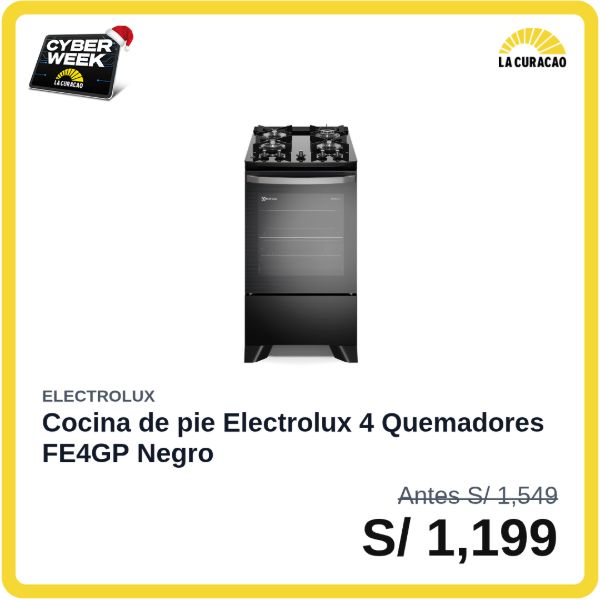 CYBER
WEEK
LA CURACAO
LA CURACAO
ELECTROLUX
Cocina de pie Electrolux 4 Quemadores
FE4GP Negro
Antes S/ 1,549
S/ 1,199